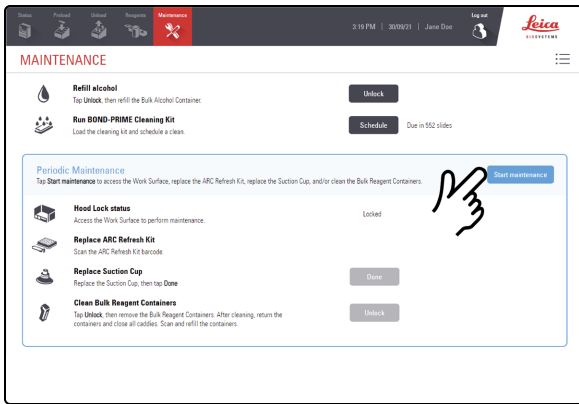 Status Preload Unload Reagents Maintenance
3:19 PM | 30/09/21 | Jane Doe
Log out
Leica
BIOSYSTEMS
MAINTENANCE
Refill alcohol
Tap Unlock, then refill the Bulk Alcohol Container.
Unlock
Run BOND-PRIME Cleaning Kit
Load the cleaning kit and schedule a clean.
Schedule Due in 552 slides
Periodic Maintenance
Tap Start maintenance to access the Work Surface, replace the ARC Refresh Kit, replace the Suction Cup, and/or clean the Bulk Reagent Containers.
Start maintenance
Hood Lock status
Access the Work Surface to perform maintenance.
Locked
Replace ARC Refresh Kit
Scan the ARC Refresh Kit barcode.
Replace Suction Cup
Replace the Suction Cup, then tap Done
Done
Clean Bulk Reagent Containers
Tap Unlock, then remove the Bulk Reagent Containers. After cleaning, return the
containers and close all caddies. Scan and refill the containers.
Unlock